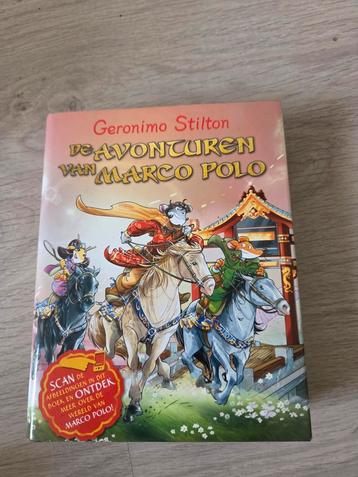 Geronimo Stilton
DE AVONTUREN
VAN MARCO POLO
SCAN DE
AFBEELDINGEN IN DIT
BOEK EN ONTDEK
MEER OVER DE
WERELD VAN
MARCO POLO!